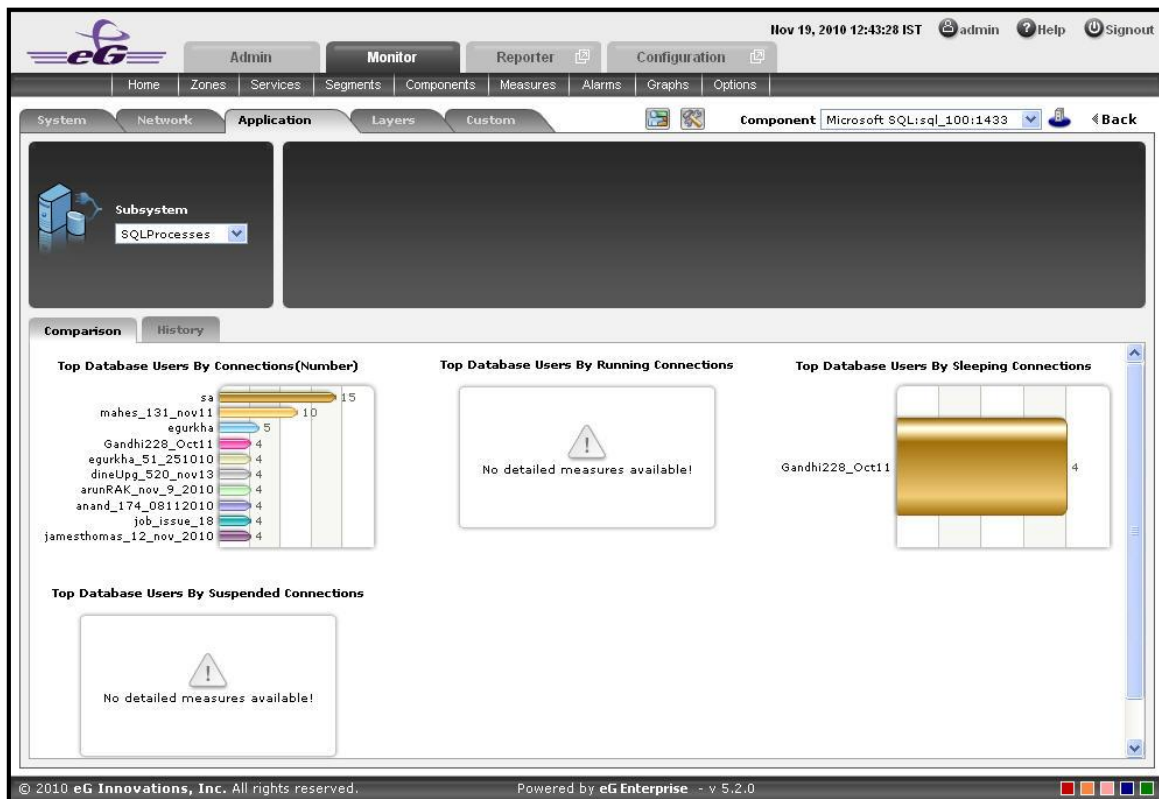 Nov 19, 2010 12:43:28 IST admin Help Signout
eG
Admin Monitor Reporter Configuration
Home Zones Services Segments Components Measures Alarms Graphs Options
System Network Application Layers Custom Component Microsoft SQL:sql_100:1433 Back
Subsystem
SQLProcesses
Comparison History
Top Database Users By Connections(Number)
sa 15
mahes_131_nov11 10
egurkha 5
Gandhi228_Oct11 4
egurkha_51_251010 4
dineUpg_520_nov13 4
arunRAK_nov_9_2010 4
anand_174_08112010 4
job_issue_18 4
jamesthomas_12_nov_2010 4
Top Database Users By Running Connections
No detailed measures available!
Top Database Users By Sleeping Connections
Gandhi228_Oct11 4
Top Database Users By Suspended Connections
No detailed measures available!
© 2010 eG Innovations, Inc. All rights reserved. Powered by eG Enterprise - v 5.2.0